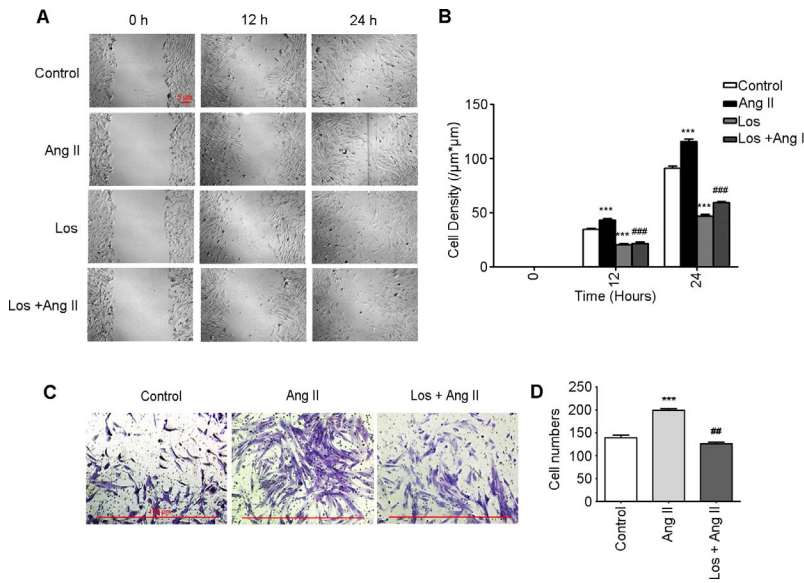 A
0 h 12 h 24 h
Control
Ang II
Los
Los +Ang II
B
Control
Ang II
Los
Los +Ang I
Cell Density (/μm*μm)
150
100
50
0
*** *** ###
*** *** ###
0 12 24
Time (Hours)
C
Control Ang II Los + Ang II
D
Cell numbers
250
200
150
100
50
0
*** ##
Control Ang II Los + Ang II